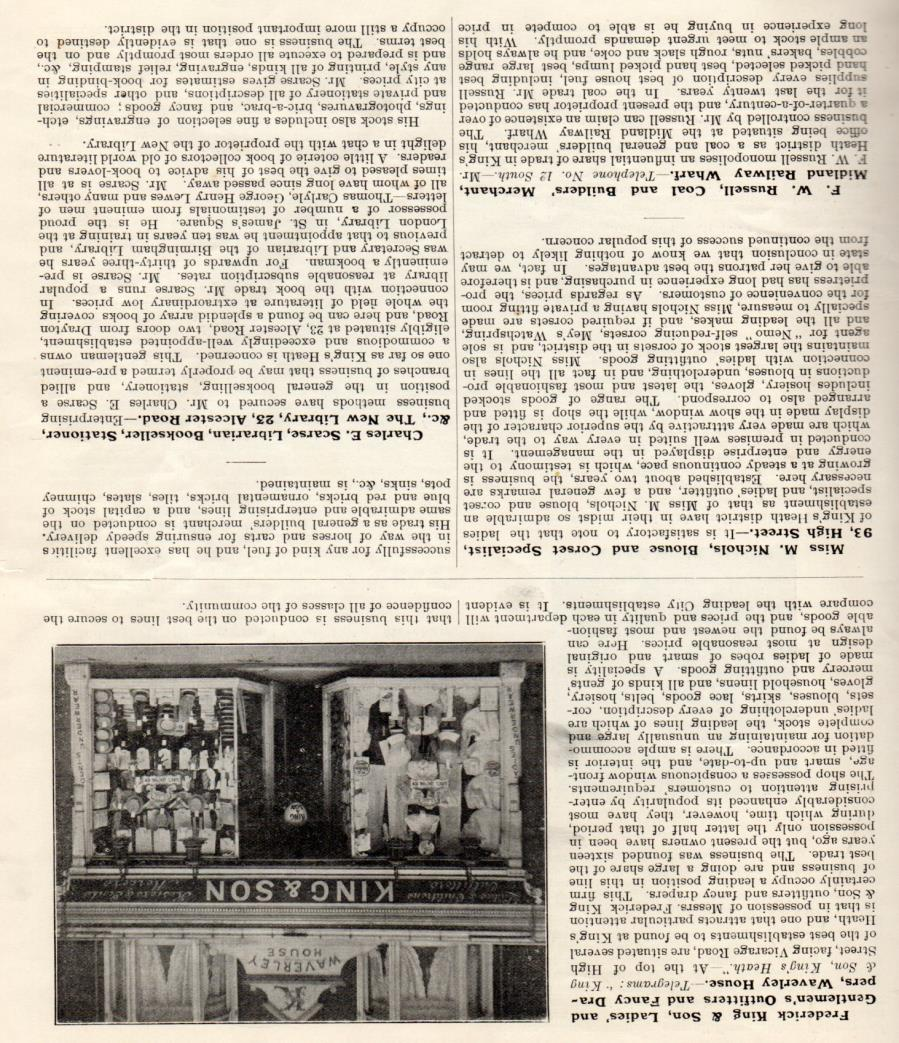 Frederick King & Son, Ladies' and
Gentlemen's Outfitters and Fancy Dra-
pers, Waverley House.—Telegrams: "King
& Son, King's Heath."—At the top of High
Street, facing Vicarage Road, are situated several
of the best establishments to be found at King's
Heath, and one that attracts particular attention
is that in possession of Messrs. Frederick King
& Son, outfitters and fancy drapers. This firm
certainly occupy a leading position in this line
of business and are doing a large share of the
best trade. The business was founded sixteen
years ago, but the present owners have been in
possession only the latter half of that period,
during which time, however, they have most
considerably enhanced its popularity by enter-
prising attention to customers' requirements.
The shop possesses a conspicuous window front-
age, smart and up-to-date, and the interior is
fitted in accordance. There is ample accommo-
dation for maintaining an unusually large and
complete stock, the leading lines of which are
ladies' underclothing of every description, cor-
sets, blouses, skirts, lace goods, belts, hosiery,
gloves, household linens, and all kinds of gents'
mercery and outfitting goods. A speciality is
made of ladies robes of smart and original
design at most reasonable prices. Here can
always be found the newest and most fashion-
able goods, and the prices and quality in each department will
compare with the leading City establishments. It is evident
WAVERLEY
HOUSE
KING & SON
Outfitters
Mercers
KING
& SON
that this business is conducted on the best lines to secure the
confidence of all classes of the community.
Miss M. Nichols, Blouse and Corset Specialist,
93, High Street.—It is satisfactory to note that the ladies
of King's Heath district have in their midst so admirable an
establishment as that of Miss M. Nichols, blouse and corset
specialist, and ladies' outfitter, and a few general remarks are
necessary here. Established about two years, the business is
growing at a steady continuous pace, which is testimony to the
energy and enterprise displayed in the management. It is
conducted in premises well suited in every way to the trade,
which are made very attractive by the superior character of the
display made in the show window, while the shop is fitted and
arranged also to correspond. The range of goods stocked
includes hosiery, gloves, the latest and most fashionable pro-
ductions in blouses, underclothing, and in fact all the lines in
connection with ladies' outfitting goods. Miss Nichols also
maintains the largest stock of corsets in the district, and is sole
agent for "Nemo" self-reducing corsets, Mey's Watchspring,
and all the leading makes, and if required corsets are made
specially to measure, Miss Nichols having a private fitting room
for the convenience of customers. As regards prices, the pro-
prietress has had long experience in purchasing, and is therefore
able to give her patrons the best advantages. In fact, we may
state in conclusion that we know of nothing likely to detract
from the continued success of this popular concern.
F. W. Russell, Coal and Builders' Merchant,
Midland Railway Wharf.—Telephone No. 12 South.—Mr.
F. W. Russell monopolises an influential share of trade in King's
Heath district as a coal and general builders' merchant, his
office being situated at the Midland Railway Wharf. The
business controlled by Mr. Russell can claim an existence of over
a quarter-of-a-century, and the present proprietor has conducted
it for the last twenty years. In the coal trade Mr. Russell
supplies every description of best house fuel, including best
hand picked selected, best hand picked lumps, best large range
cobbles, bakers' nuts, rough slack and coke, and always holds
an ample stock to meet urgent demands promptly. With his
long experience in buying he is able to compete in price
successfully for any kind of fuel, and he has excellent facilities
in the way of horses and carts for ensuring speedy delivery.
His trade as a general builders' merchant is conducted on the
same admirable and enterprising lines, and a capital stock of
blue and red bricks, ornamental bricks, tiles, slates, chimney
pots, sinks, &c., is maintained.
Charles E. Scarse, Librarian, Bookseller, Stationer,
&c., The New Library, 23, Alcester Road.—Enterprising
business methods have secured to Mr. Charles E. Scarse a
position in the general bookselling, stationery, and allied
branches of business that may be properly termed a pre-eminent
one so far as King's Heath is concerned. This gentleman owns
a commodious and exceedingly well-appointed establishment,
eligibly situated at 23, Alcester Road, two doors from Drayton
Road, and here can be found a splendid array of books covering
the whole field of literature at extraordinary low prices. In
connection with the book trade Mr. Scarse runs a popular
library at reasonable subscription rates. Mr. Scarse is pre-
eminently a bookman. For upwards of thirty-three years he
was Secretary and Librarian of the Birmingham Library, and
previous to that appointment he was ten years in training at the
London Library, in St. James's Square. He is the proud
possessor of a number of testimonials from eminent men of
letters—Thomas Carlyle, George Henry Lewes and many others,
all of whom have long since passed away. Mr. Scarse is at all
times pleased to give the best of his advice to book-lovers and
readers. A little coterie of book collectors of old world literature
delight in a chat with the proprietor of the New Library.
His stock also includes a fine selection of engravings, etch-
ings, photogravures, bric-a-brac, and fancy goods; commercial
and private stationery of all descriptions, and other specialities
at city prices. Mr. Scarse gives estimates for book-binding in
any style, printing of all kinds, engraving, relief stamping, &c.,
and is prepared to execute all orders most promptly and on the
best terms. The business is one that is evidently destined to
occupy a still more important position in the district.